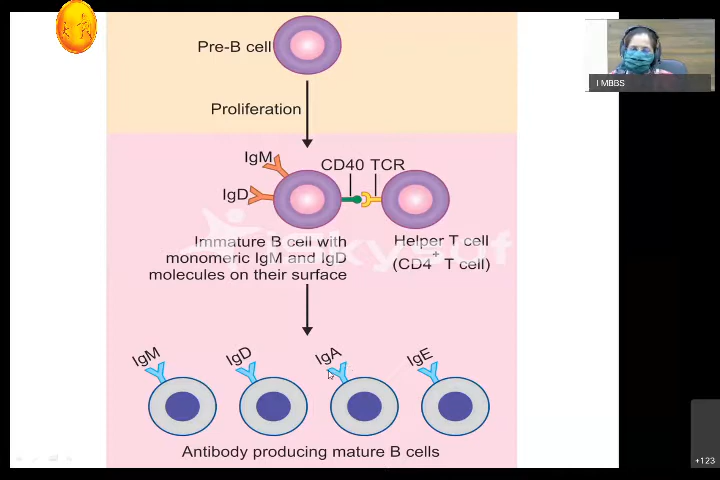 Pre-B cell
I MBBS
Proliferation
IgM
CD40 TCR
IgD
Immature B cell with
monomeric IgM and IgD
molecules on their surface
Helper T cell
(CD4+ T cell)
IgM
IgD
IgA
IgE
Antibody producing mature B cells
+123